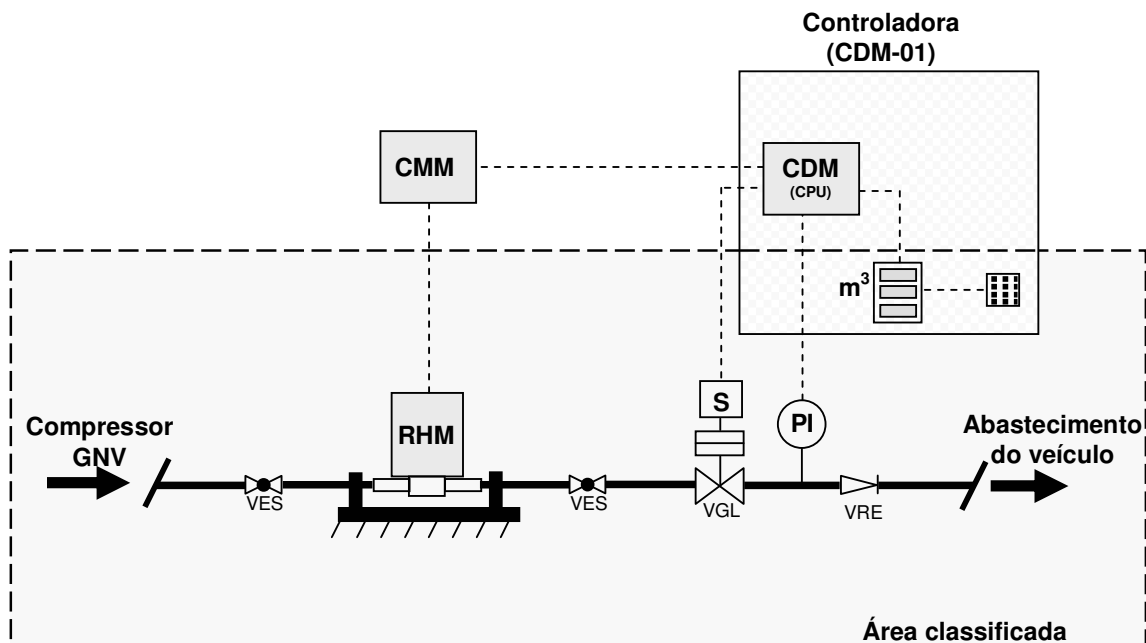 Controladora
(CDM-01)
CMM
CDM
(CPU)
m³
S
Compressor
GNV
RHM
PI
Abastecimento
do veículo
VES
VES
VGL
VRE
Área classificada